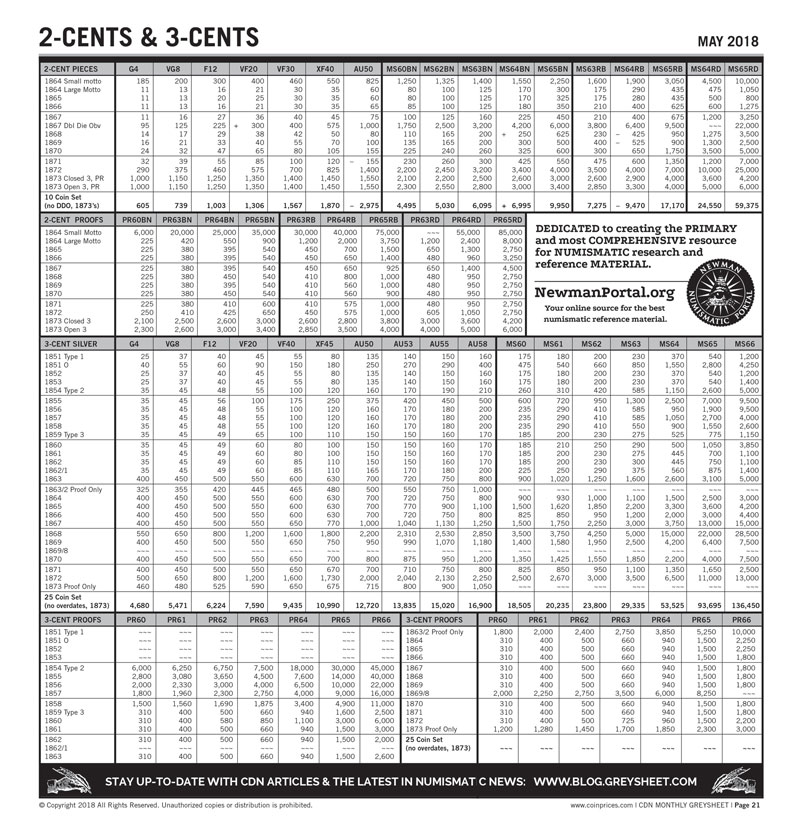 2-CENTS & 3-CENTS
MAY 2018
2-CENT PIECES G4 VG8 F12 VF20 VF30 XF40 AU50 MS60BN MS62BN MS63BN MS64BN MS65BN MS63RB MS64RB MS65RB MS64RD MS65RD
1864 Small motto 185 200 300 400 460 550 825 1,250 1,325 1,400 1,550 2,250 1,600 1,900 3,050 4,500 10,000
1864 Large Motto 11 13 16 21 30 35 60 80 100 125 170 300 175 290 435 475 1,050
1865 11 13 20 25 30 35 60 80 100 125 170 325 175 280 435 500 800
1866 11 13 16 21 30 35 65 85 100 125 180 350 210 400 625 600 1,275
1867 11 16 27 36 40 45 75 100 125 160 225 450 210 400 675 1,200 3,250
1867 Dbl Die Obv 95 125 225 + 300 400 575 1,000 1,750 2,500 3,200 4,200 6,000 3,800 6,400 9,500 ~~~ 22,000
1868 14 17 29 38 42 50 80 110 165 200 + 250 625 230 – 425 950 1,275 3,500
1869 16 21 33 40 55 70 100 135 165 200 300 500 400 – 525 900 1,300 2,500
1870 24 32 47 65 80 105 155 225 240 260 325 600 300 650 1,750 3,500 5,000
1871 32 39 55 85 100 120 – 155 230 260 300 425 550 475 600 1,350 1,200 7,000
1872 290 375 460 575 700 825 1,400 2,200 2,450 3,200 3,400 4,000 3,500 4,000 7,000 10,000 25,000
1873 Closed 3, PR 1,000 1,150 1,250 1,350 1,400 1,450 1,550 2,100 2,200 2,500 2,600 3,000 2,600 2,900 4,000 3,600 4,200
1873 Open 3, PR 1,000 1,150 1,250 1,350 1,400 1,450 1,550 2,300 2,550 2,800 3,000 3,400 2,850 3,300 4,000 5,000 6,000
10 Coin Set
(no DDO, 1873's) 605 739 1,003 1,306 1,567 1,870 – 2,975 4,495 5,030 6,095 + 6,995 9,950 7,275 – 9,470 17,170 24,550 59,375
2-CENT PROOFS PR60BN PR63BN PR64BN PR65BN PR63RB PR64RB PR65RB PR63RD PR64RD PR65RD
1864 Small Motto 6,000 20,000 25,000 35,000 30,000 40,000 75,000 ~~~ 55,000 85,000
1864 Large Motto 225 420 550 900 1,200 2,000 3,750 1,200 2,400 8,000
1865 225 380 395 540 450 700 1,500 650 1,300 2,750
1866 225 380 395 540 450 650 1,400 480 960 3,250
1867 225 380 395 540 450 650 925 650 1,400 4,500
1868 225 380 450 540 410 800 1,000 480 950 2,750
1869 225 380 395 540 410 560 1,000 480 950 2,750
1870 225 380 450 540 410 560 900 480 950 2,750
1871 225 380 410 600 410 575 1,000 480 950 2,750
1872 250 410 425 650 450 575 1,000 605 1,050 2,750
1873 Closed 3 2,100 2,500 2,600 3,000 2,600 2,800 3,800 3,000 3,600 4,200
1873 Open 3 2,300 2,600 3,000 3,400 2,850 3,500 4,000 4,000 5,000 6,000
DEDICATED to creating the PRIMARY
and most COMPREHENSIVE resource
for NUMISMATIC research and
reference MATERIAL.
NewmanPortal.org
Your online source for the best
numismatic reference material.
NEWMAN NUMISMATIC PORTAL
3-CENT SILVER G4 VG8 F12 VF20 VF30 XF45 AU50 AU53 AU55 AU58 MS60 MS61 MS62 MS63 MS64 MS65 MS66
1851 Type 1 25 37 40 45 55 80 135 140 150 160 175 180 200 230 370 540 1,200
1851 O 40 55 60 90 150 180 250 270 290 400 475 540 660 850 1,550 2,800 4,250
1852 25 37 40 45 55 80 135 140 150 160 175 180 200 230 370 540 1,200
1853 25 37 40 45 55 80 135 140 150 160 175 180 200 230 370 540 1,400
1854 Type 2 35 45 48 55 100 120 160 170 190 210 260 310 420 585 1,150 2,600 5,000
1855 35 45 56 100 175 250 375 420 450 500 600 720 950 1,300 2,500 7,000 9,500
1856 35 45 48 55 100 120 160 170 180 200 235 290 410 585 950 1,900 9,500
1857 35 45 48 55 100 120 160 170 180 200 235 290 410 585 1,050 2,700 4,000
1858 35 45 48 55 100 120 160 170 180 200 235 290 410 550 900 1,550 2,600
1859 Type 3 35 45 49 65 100 110 150 150 160 170 185 200 230 275 525 775 1,150
1860 35 45 49 60 80 100 150 150 160 170 185 210 250 290 500 1,050 3,850
1861 35 45 49 60 80 100 150 150 160 170 185 200 230 275 445 700 1,100
1862 35 45 49 60 85 110 150 150 160 170 185 200 230 300 445 750 1,100
1862/1 35 45 49 60 85 110 165 170 180 200 225 250 290 375 560 875 1,400
1863 400 450 500 550 600 630 700 720 750 800 900 1,020 1,250 1,600 2,600 3,100 5,000
1863/2 Proof Only 325 355 420 445 465 480 500 550 750 1,000 ~~~ ~~~ ~~~ ~~~ ~~~ ~~~ ~~~
1864 400 450 500 550 600 630 700 720 750 800 900 930 1,000 1,100 1,500 2,500 3,000
1865 400 450 500 550 600 630 700 770 900 1,100 1,500 1,620 1,850 2,200 3,300 3,600 4,200
1866 400 450 500 550 600 630 700 720 750 800 825 850 950 1,200 2,000 3,000 4,400
1867 400 450 500 550 650 770 1,000 1,040 1,130 1,250 1,500 1,750 2,250 3,000 3,750 13,000 15,000
1868 550 650 800 1,200 1,600 1,800 2,200 2,310 2,530 2,850 3,500 3,750 4,250 5,000 15,000 22,000 28,500
1869 400 450 500 550 650 750 950 990 1,070 1,180 1,400 1,580 1,950 2,500 4,200 6,400 7,500
1869/8 ~~~ ~~~ ~~~ ~~~ ~~~ ~~~ ~~~ ~~~ ~~~ ~~~ ~~~ ~~~ ~~~ ~~~ ~~~ ~~~ ~~~
1870 400 450 500 550 650 700 800 875 950 1,200 1,350 1,425 1,550 1,850 2,200 4,000 7,500
1871 400 450 500 550 650 670 700 710 750 800 825 850 950 1,100 1,350 1,650 2,500
1872 500 650 800 1,200 1,600 1,730 2,000 2,040 2,130 2,250 2,500 2,670 3,000 3,500 6,500 11,000 13,000
1873 Proof Only 460 480 525 590 650 675 715 800 900 1,050 ~~~ ~~~ ~~~ ~~~ ~~~ ~~~ ~~~
25 Coin Set
(no overdates, 1873) 4,680 5,471 6,224 7,590 9,435 10,990 12,720 13,835 15,020 16,900 18,505 20,235 23,800 29,335 53,525 93,695 136,450
3-CENT PROOFS PR60 PR61 PR62 PR63 PR64 PR65 PR66 3-CENT PROOFS PR60 PR61 PR62 PR63 PR64 PR65 PR66
1851 Type 1 ~~~ ~~~ ~~~ ~~~ ~~~ ~~~ ~~~ 1863/2 Proof Only 1,800 2,000 2,400 2,750 3,850 5,250 10,000
1851 O ~~~ ~~~ ~~~ ~~~ ~~~ ~~~ ~~~ 1864 310 400 500 660 940 1,500 2,250
1852 ~~~ ~~~ ~~~ ~~~ ~~~ ~~~ ~~~ 1865 310 400 500 660 940 1,500 2,250
1853 ~~~ ~~~ ~~~ ~~~ ~~~ ~~~ ~~~ 1866 310 400 500 660 940 1,500 1,800
1854 Type 2 6,000 6,250 6,750 7,500 18,000 30,000 45,000 1867 310 400 500 660 940 1,500 1,800
1855 2,800 3,080 3,650 4,500 7,600 14,000 40,000 1868 310 400 500 660 940 1,500 1,800
1856 2,000 2,330 3,000 4,000 6,500 10,000 22,000 1869 310 400 500 660 940 1,500 1,800
1857 1,800 1,960 2,300 2,750 4,000 9,000 16,000 1869/8 2,000 2,250 2,750 3,500 6,000 8,250 ~~~
1858 1,500 1,560 1,690 1,875 3,400 4,900 11,000 1870 310 400 500 660 940 1,500 1,800
1859 Type 3 310 400 500 660 940 1,600 2,500 1871 310 400 500 660 940 1,500 1,800
1860 310 400 580 850 1,100 3,000 6,000 1872 310 400 500 725 960 1,500 2,200
1861 310 400 500 660 940 1,500 3,000 1873 Proof Only 1,200 1,280 1,450 1,700 1,850 2,300 3,000
1862 310 400 500 660 940 1,500 2,000 25 Coin Set
1862/1 ~~~ ~~~ ~~~ ~~~ ~~~ ~~~ ~~~ (no overdates, 1873) ~~~ ~~~ ~~~ ~~~ ~~~ ~~~ ~~~
1863 310 400 500 660 940 1,500 2,600
STAY UP-TO-DATE WITH CDN ARTICLES & THE LATEST IN NUMISMAT C NEWS: WWW.BLOG.GREYSHEET.COM
© Copyright 2018 All Rights Reserved. Unauthorized copies or distribution is prohibited.
www.coinprices.com | CDN MONTHLY GREYSHEET | Page 21